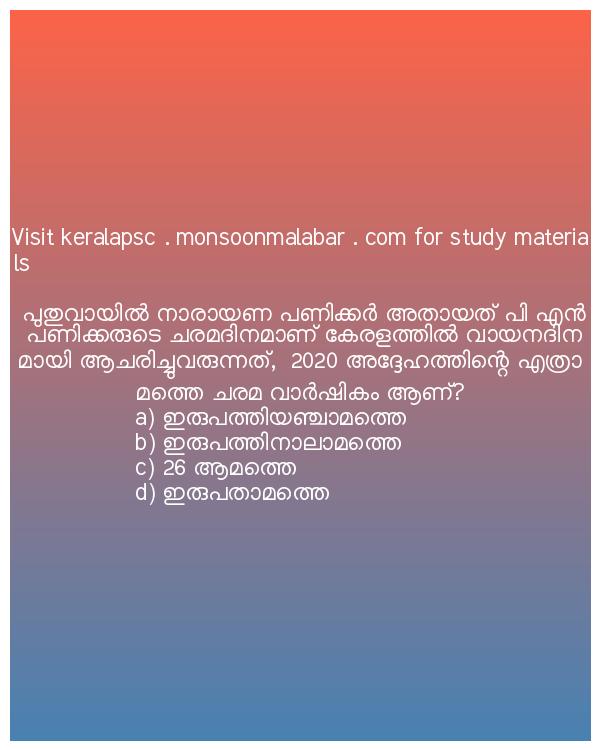 Visit keralapsc . monsoonmalabar . com for study materia
ls
പുതുവായിൽ നാരായണ പണിക്കർ അതായത് പി എൻ
പണിക്കരുടെ ചരമദിനമാണ് കേരളത്തിൽ വായനദിന
മായി ആചരിച്ചുവരുന്നത്,  2020 അദ്ദേഹത്തിന്റെ എത്രാ
മത്തെ ചരമ വാർഷികം ആണ്?
a) ഇരുപത്തിയഞ്ചാമത്തെ
b) ഇരുപത്തിനാലാമത്തെ
c) 26 ആമത്തെ
d) ഇരുപതാമത്തെ